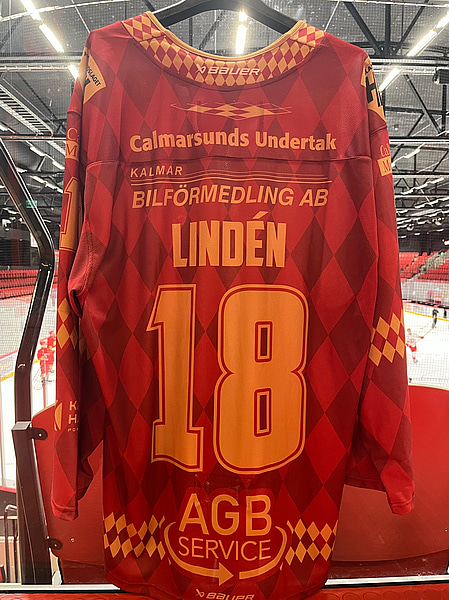 BAUER
Calmarsunds Undertak
KALMAR
BILFÖRMEDLING AB
LINDÉN
18
AGB
SERVICE
BAUER